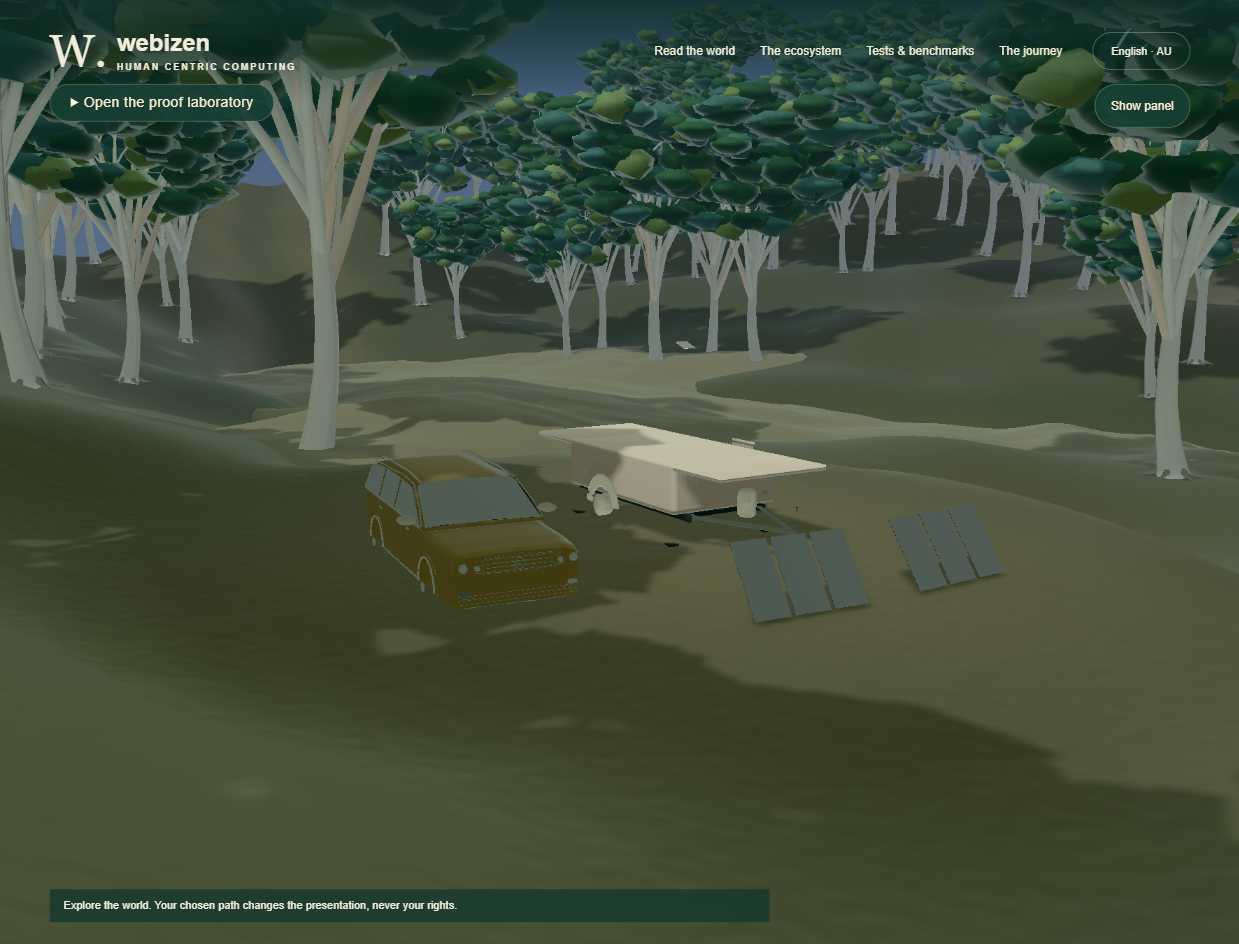 W. webizen
HUMAN CENTRIC COMPUTING
Read the world
The ecosystem
Tests & benchmarks
The journey
English · AU
Open the proof laboratory
Show panel
Explore the world. Your chosen path changes the presentation, never your rights.